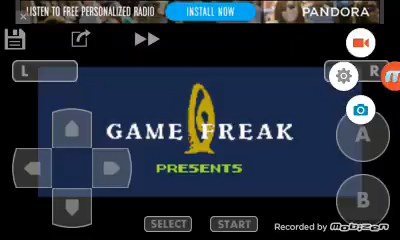 LISTEN TO FREE PERSONALIZED RADIO INSTALL NOW PANDORA
L R
GAME FREAK
PRESENTS
A
B
SELECT START
Recorded by Mobizen